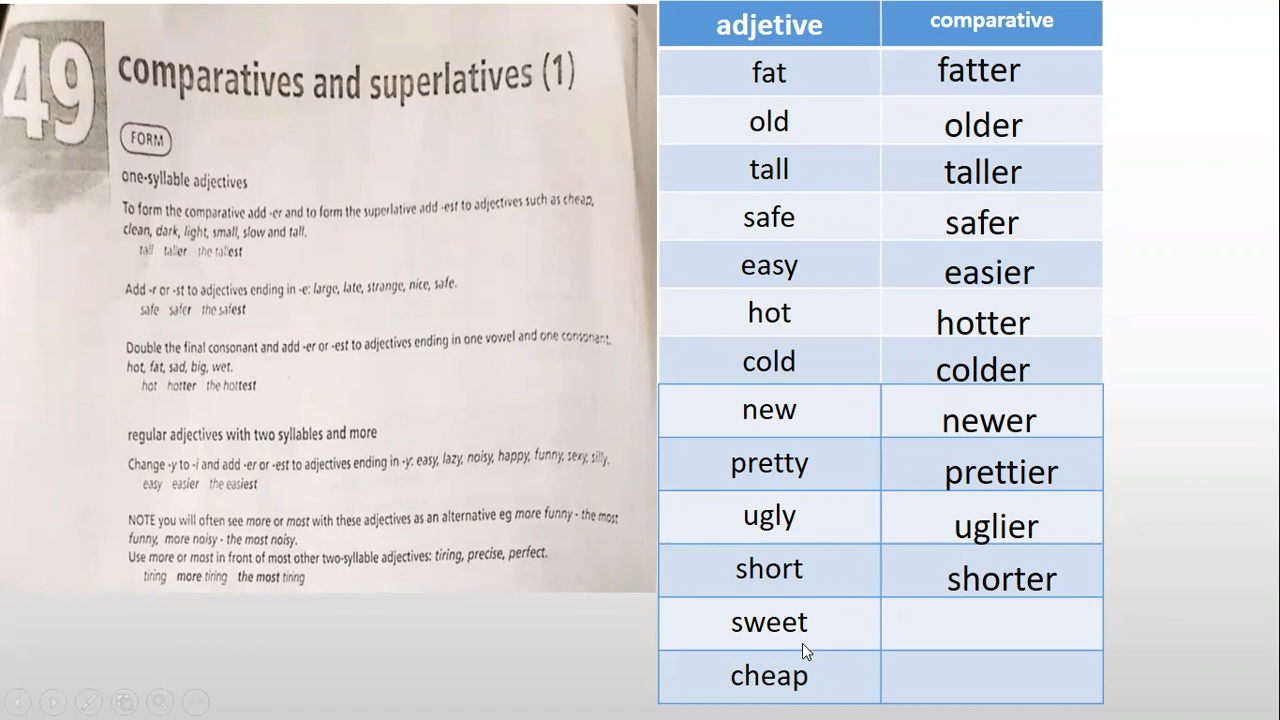 49
comparatives and superlatives (1)
FORM
one-syllable adjectives
To form the comparative add -er and to form the superlative add -est to adjectives such as cheap,
clean, dark, light, small, slow and tall.
tall taller the tallest
Add -r or -st to adjectives ending in -e: large, late, strange, nice, safe.
safe safer the safest
Double the final consonant and add -er or -est to adjectives ending in one vowel and one consonant.
hot, fat, sad, big, wet.
hot hotter the hottest
regular adjectives with two syllables and more
Change -y to -i and add -er or -est to adjectives ending in -y: easy, lazy, noisy, happy, funny, sexy, silly.
easy easier the easiest
NOTE you will often see more or most with these adjectives as an alternative eg more funny - the most
funny, more noisy - the most noisy.
Use more or most in front of most other two-syllable adjectives: tiring, precise, perfect.
tiring more tiring the most tiring
adjetive comparative
fat fatter
old older
tall taller
safe safer
easy easier
hot hotter
cold colder
new newer
pretty prettier
ugly uglier
short shorter
sweet
cheap